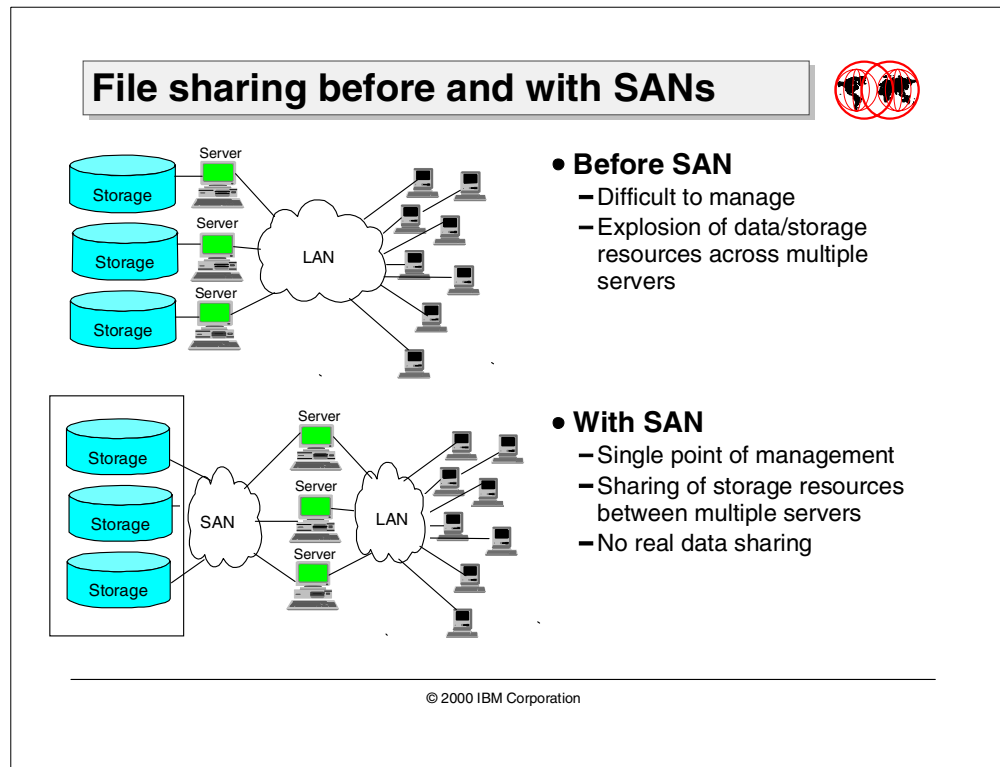 File sharing before and with SANs
Server
Storage
Server
Storage
LAN
Server
Storage
• Before SAN
– Difficult to manage
– Explosion of data/storage
resources across multiple
servers
Server
Storage
Server
Storage
SAN
LAN
Server
Storage
• With SAN
– Single point of management
– Sharing of storage resources
between multiple servers
– No real data sharing
© 2000 IBM Corporation